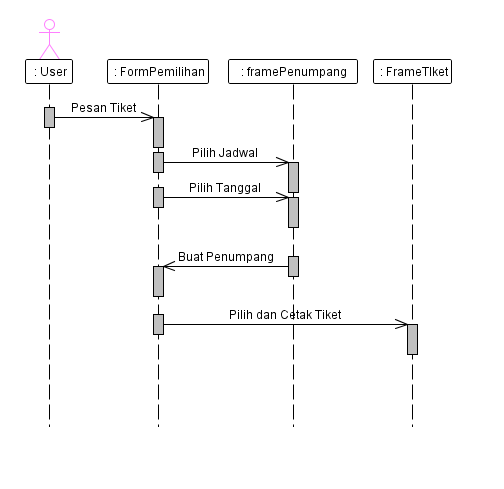 : User
: FormPemilihan
: framePenumpang
: FrameTIket
Pesan Tiket
Pilih Jadwal
Pilih Tanggal
Buat Penumpang
Pilih dan Cetak Tiket